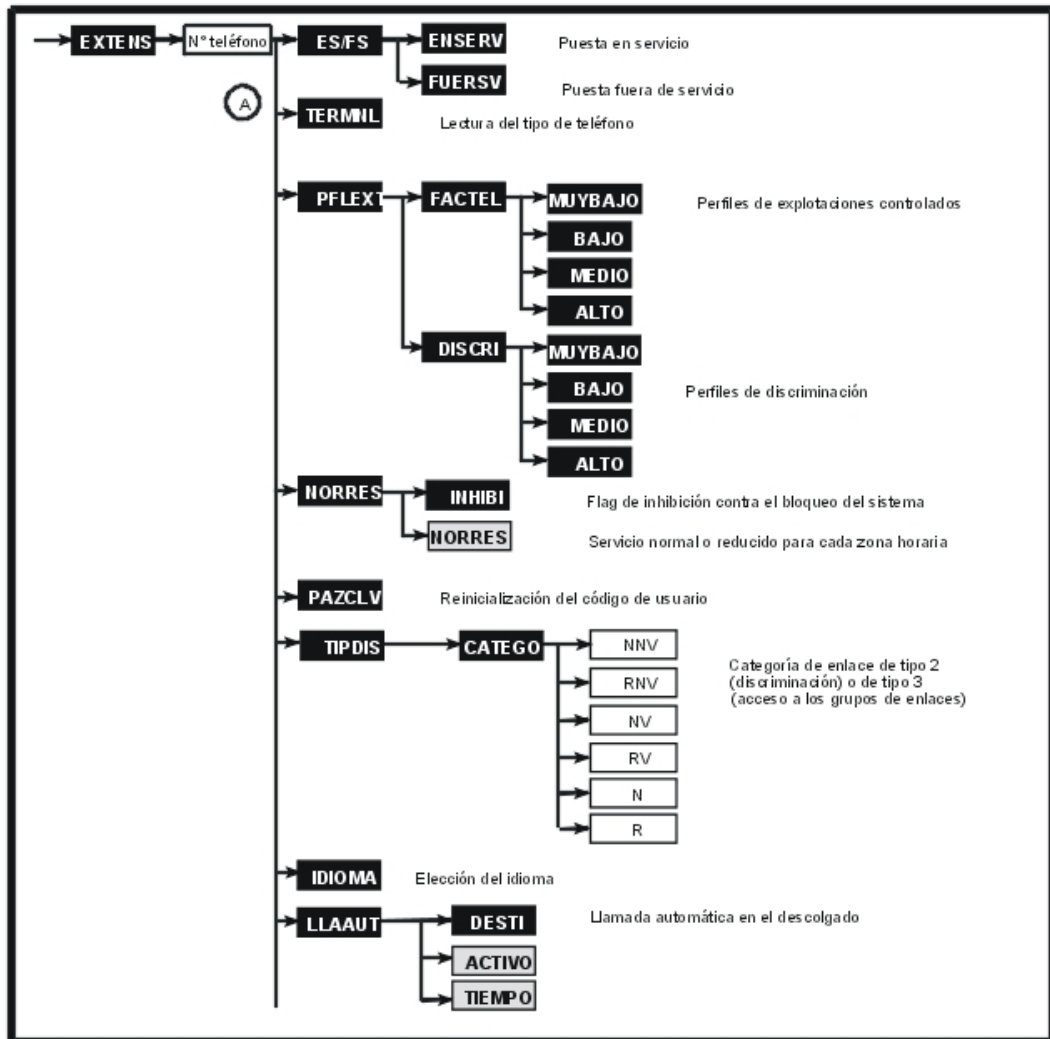 EXTENS N° teléfono ES/FS ENSERV Puesta en servicio
FUERSV Puesta fuera de servicio
A
TERMNL Lectura del tipo de teléfono
PFLEXT FACTEL MUYBAJO Perfiles de explotaciones controlados
BAJO
MEDIO
ALTO
DISCRI MUYBAJO
BAJO Perfiles de discriminación
MEDIO
ALTO
NORRES INHIBI Flag de inhibición contra el bloqueo del sistema
NORRES Servicio normal o reducido para cada zona horaria
PAZCLV Reinicialización del código de usuario
TIPDIS CATEGO NNV
Categoría de enlace de tipo 2
RNV (discriminación) o de tipo 3
(acceso a los grupos de enlaces)
NV
RV
N
R
IDIOMA Elección del idioma
LLAAUT DESTI Llamada automática en el descolgado
ACTIVO
TIEMPO